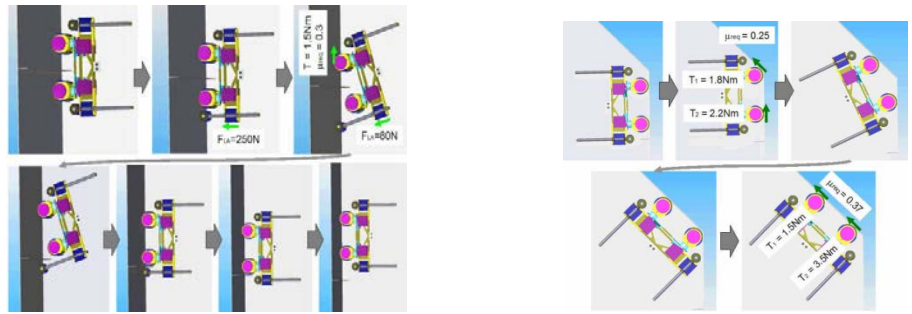 T = 1.5Nm
μreq = 0.3
FLA=250N
FLA=60N
μreq = 0.25
T1 = 1.8Nm
T2 = 2.2Nm
μreq = 0.37
T1 = 1.5Nm
T2 = 3.5Nm